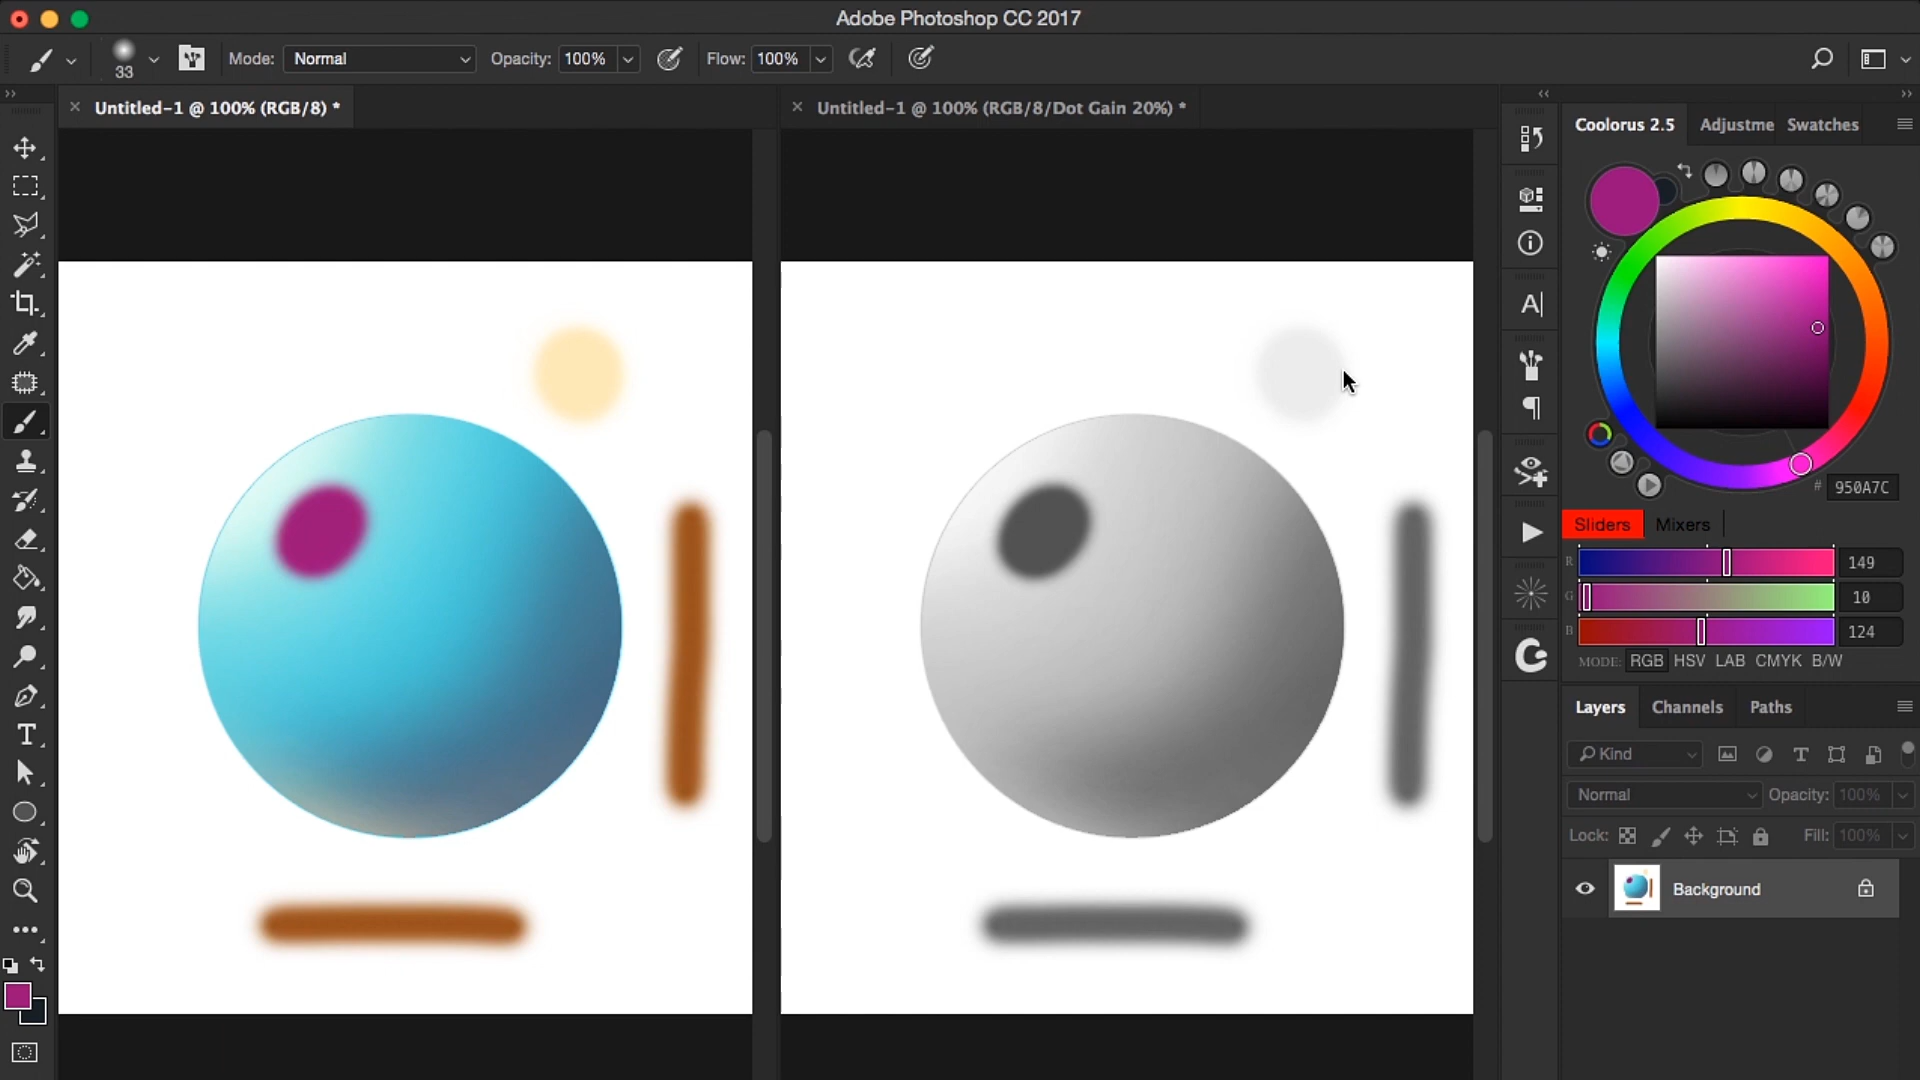 Adobe Photoshop CC 2017
33
Mode: Normal Opacity: 100% Flow: 100%
Untitled-1 @ 100% (RGB/8) *
Untitled-1 @ 100% (RGB/8/Dot Gain 20%) *
Coolorus 2.5 Adjustme Swatches
# 950A7C
Sliders Mixers
R 149
G 10
B 124
MODE: RGB HSV LAB CMYK B/W
Layers Channels Paths
Kind
Normal Opacity: 100%
Lock: Fill: 100%
Background